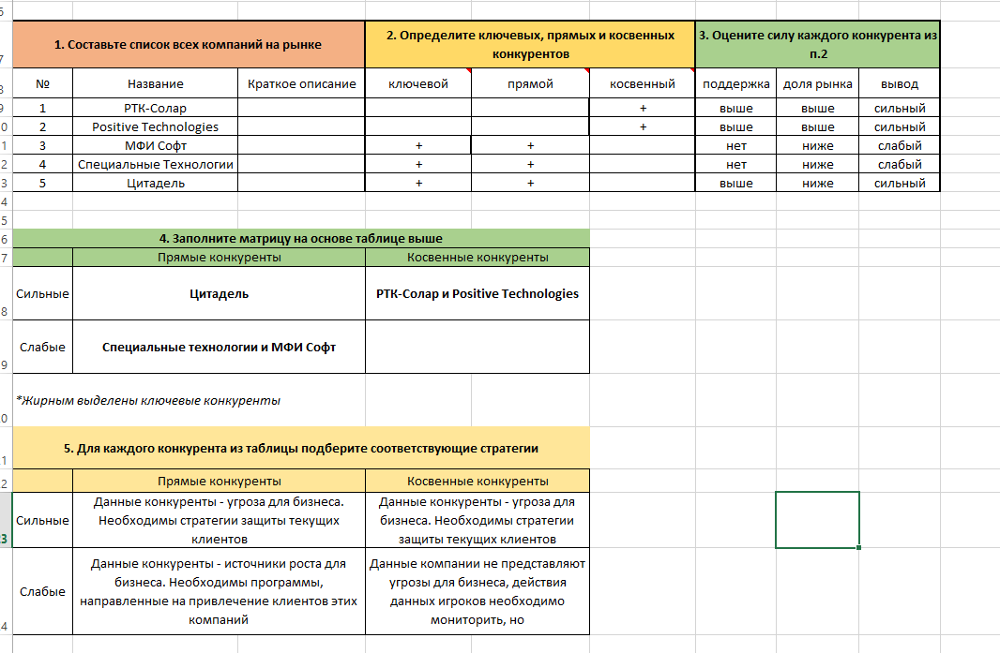 1. Составьте список всех компаний на рынке
2. Определите ключевых, прямых и косвенных
конкурентов
3. Оцените силу каждого конкурента из
п.2
№ Название Краткое описание ключевой прямой косвенный поддержка доля рынка вывод
1 РТК-Солар + выше выше сильный
2 Positive Technologies + выше выше сильный
3 МФИ Софт + + нет ниже слабый
4 Специальные Технологии + + нет ниже слабый
5 Цитадель + + выше ниже сильный
4. Заполните матрицу на основе таблице выше
Прямые конкуренты Косвенные конкуренты
Сильные Цитадель РТК-Солар и Positive Technologies
Слабые Специальные технологии и МФИ Софт
*Жирным выделены ключевые конкуренты
5. Для каждого конкурента из таблицы подберите соответствующие стратегии
Прямые конкуренты Косвенные конкуренты
Сильные
Данные конкуренты - угроза для бизнеса.
Необходимы стратегии защиты текущих
клиентов
Данные конкуренты - угроза для
бизнеса. Необходимы стратегии
защиты текущих клиентов
Слабые
Данные конкуренты - источники роста для
бизнеса. Необходимы программы,
направленные на привлечение клиентов этих
компаний
Данные компании не представляют
угрозы для бизнеса, действия
данных игроков необходимо
мониторить, но